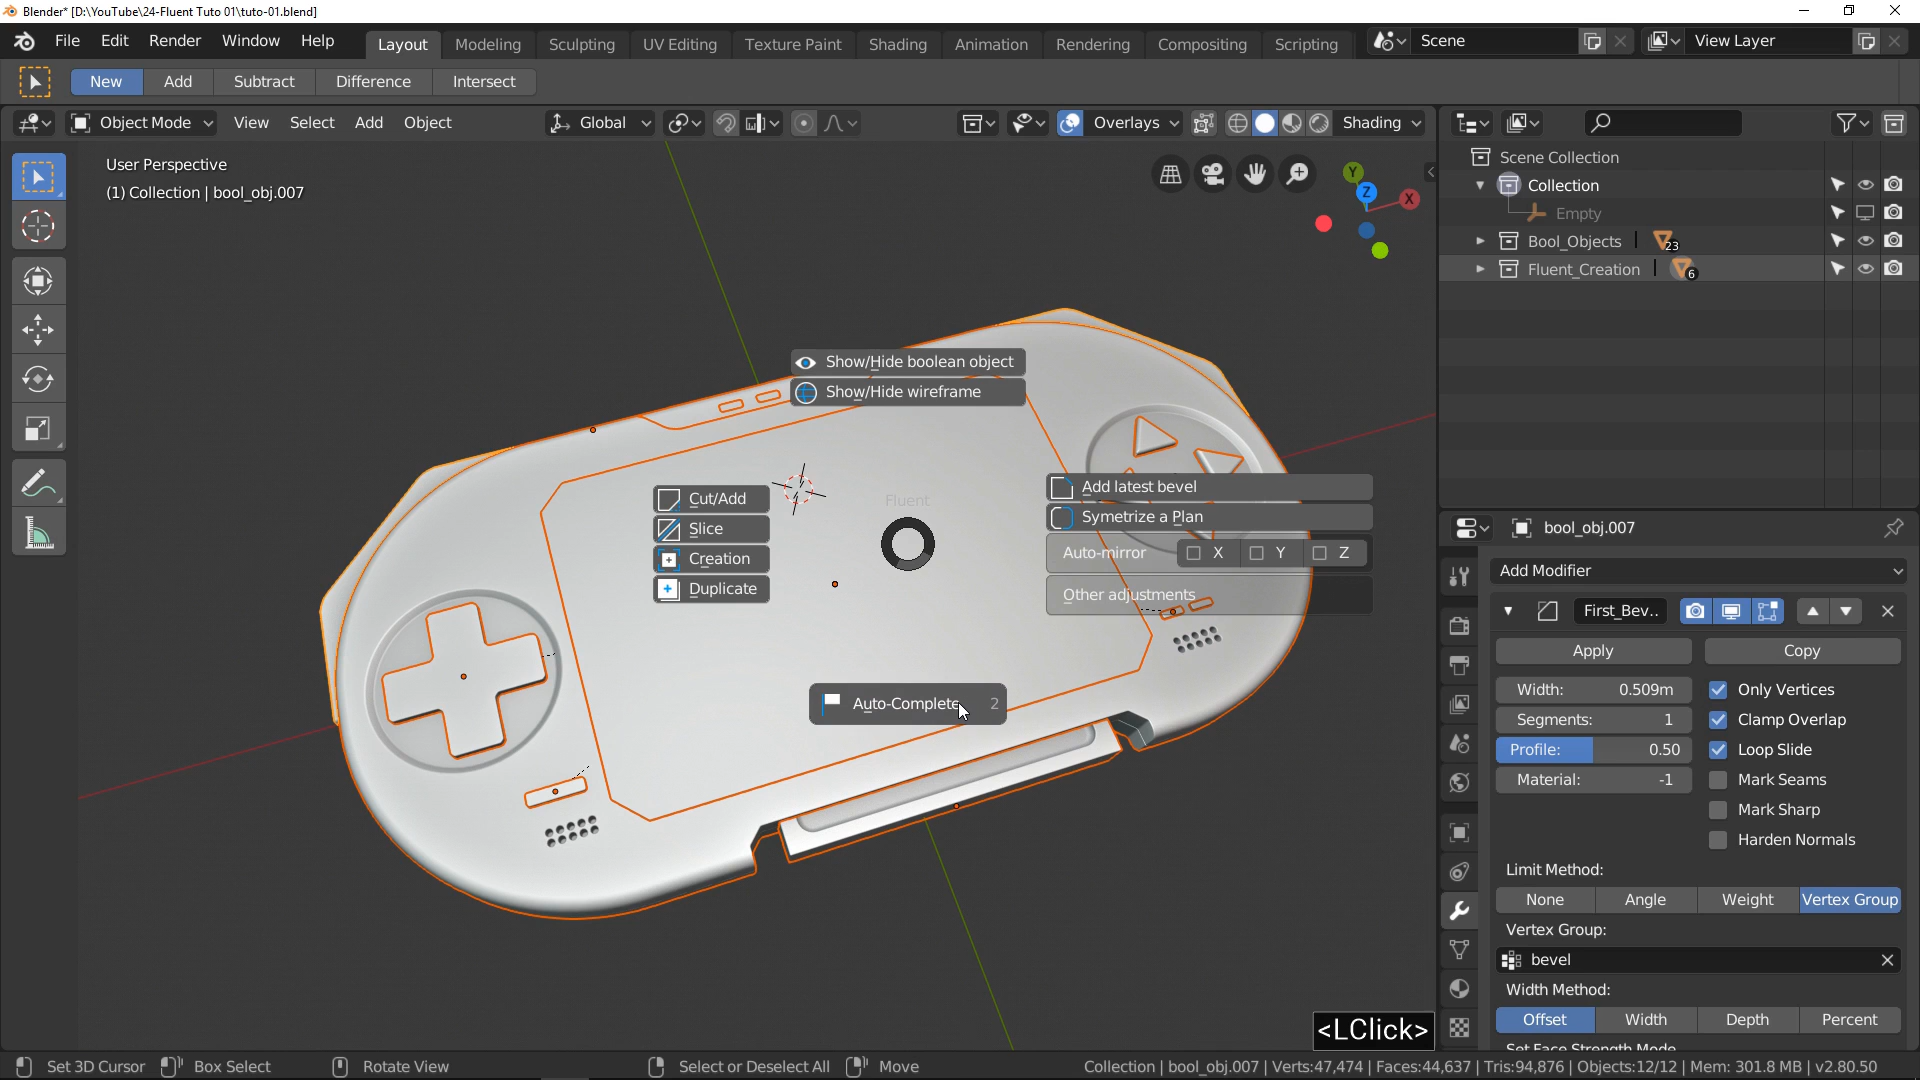 Blender* [D:\YouTube\24-Fluent Tuto 01\tuto-01.blend]
File Edit Render Window Help Layout Modeling Sculpting UV Editing Texture Paint Shading Animation Rendering Compositing Scripting Scene View Layer
New Add Subtract Difference Intersect
Object Mode View Select Add Object Global Overlays Shading
User Perspective
(1) Collection | bool_obj.007
Y
Z
X
Scene Collection
Collection
Empty
Bool_Objects 23
Fluent_Creation 6
Show/Hide boolean object
Show/Hide wireframe
Cut/Add
Slice
Creation
Duplicate
Fluent
Add latest bevel
Symetrize a Plan
Auto-mirror X Y Z
Other adjustments
Auto-Complete 2
bool_obj.007
Add Modifier
First_Bev..
Apply Copy
Width: 0.509m Only Vertices
Segments: 1 Clamp Overlap
Profile: 0.50 Loop Slide
Material: -1 Mark Seams
Mark Sharp
Harden Normals
Limit Method:
None Angle Weight Vertex Group
Vertex Group:
bevel
Width Method:
Offset Width Depth Percent
Set Face Strength Mode
<LClick>
Set 3D Cursor Box Select Rotate View Select or Deselect All Move Collection | bool_obj.007 | Verts:47,474 | Faces:44,637 | Tris:94,876 | Objects:12/12 | Mem: 301.8 MB | v2.80.50